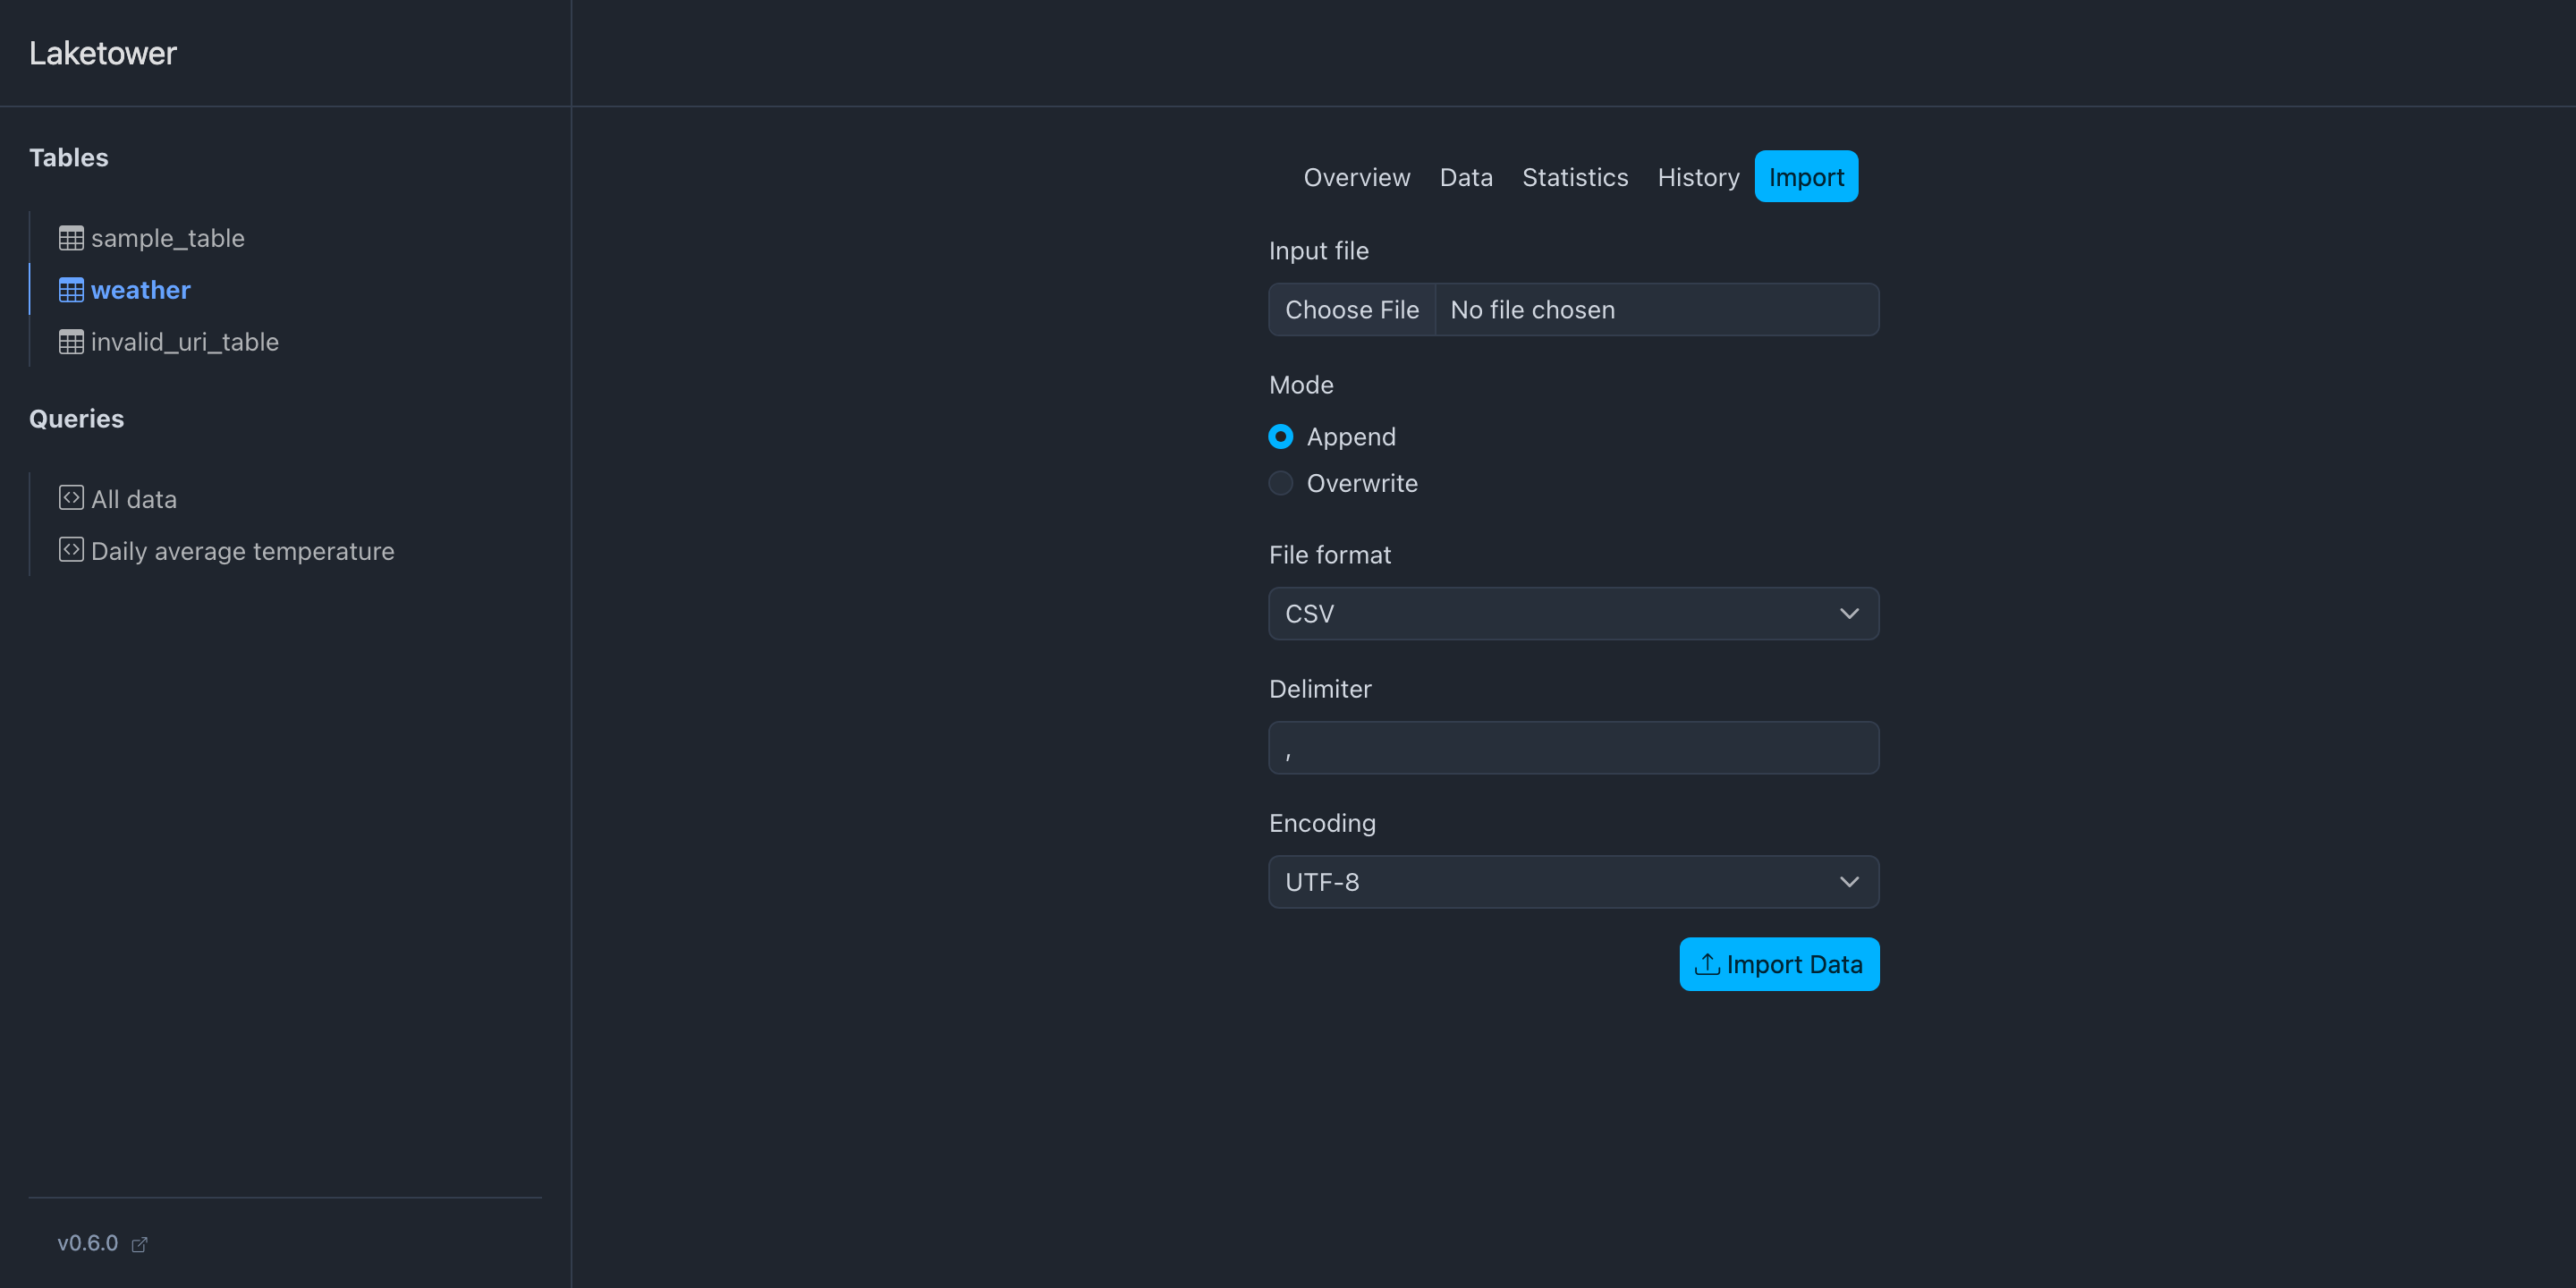 Laketower
Tables
sample_table
weather
invalid_uri_table
Queries
All data
Daily average temperature
v0.6.0
Overview Data Statistics History Import
Input file
Choose File No file chosen
Mode
Append
Overwrite
File format
CSV
Delimiter
,
Encoding
UTF-8
Import Data